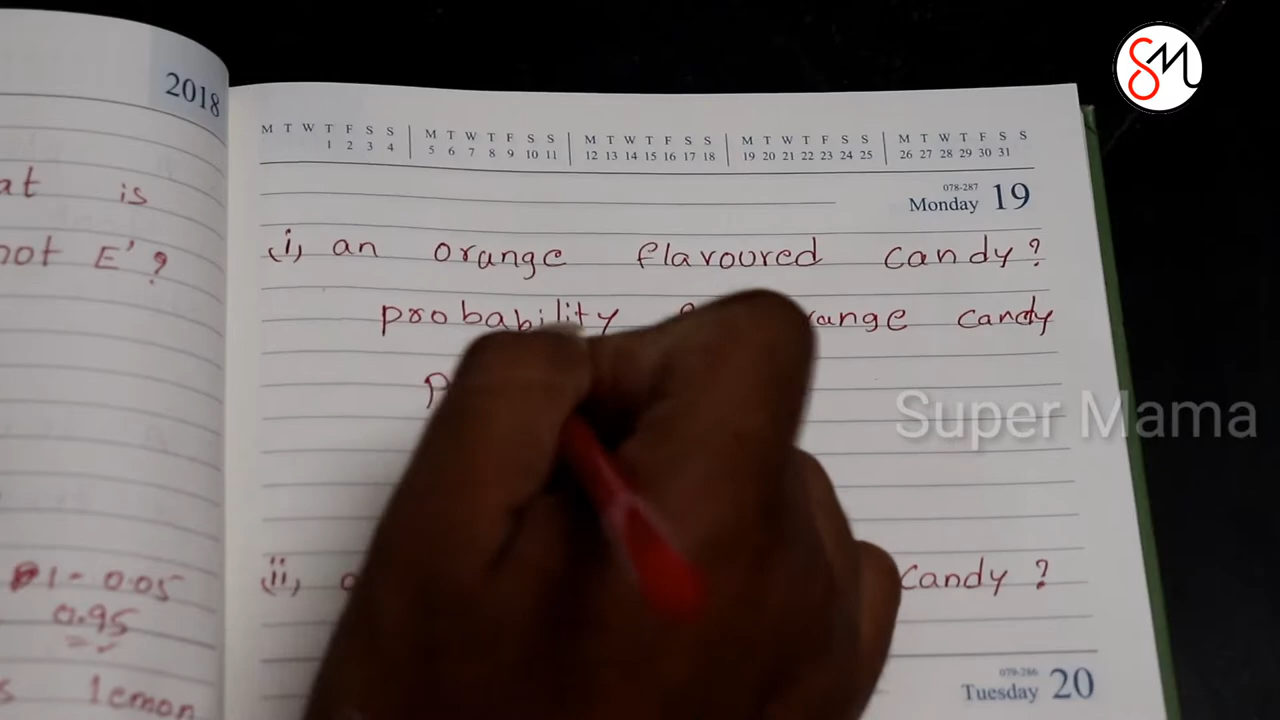 SM
2018
M T W T F S S M T W T F S S M T W T F S S M T W T F S S M T W T F S S
1 2 3 4 5 6 7 8 9 10 11 12 13 14 15 16 17 18 19 20 21 22 23 24 25 26 27 28 29 30 31
078-287
Monday 19
at is
not E' ?
(i) an orange flavoured candy?
probability candy
Super Mama
1 - 0.05
0.95
lemon
(ii) candy ?
079-286
Tuesday 20